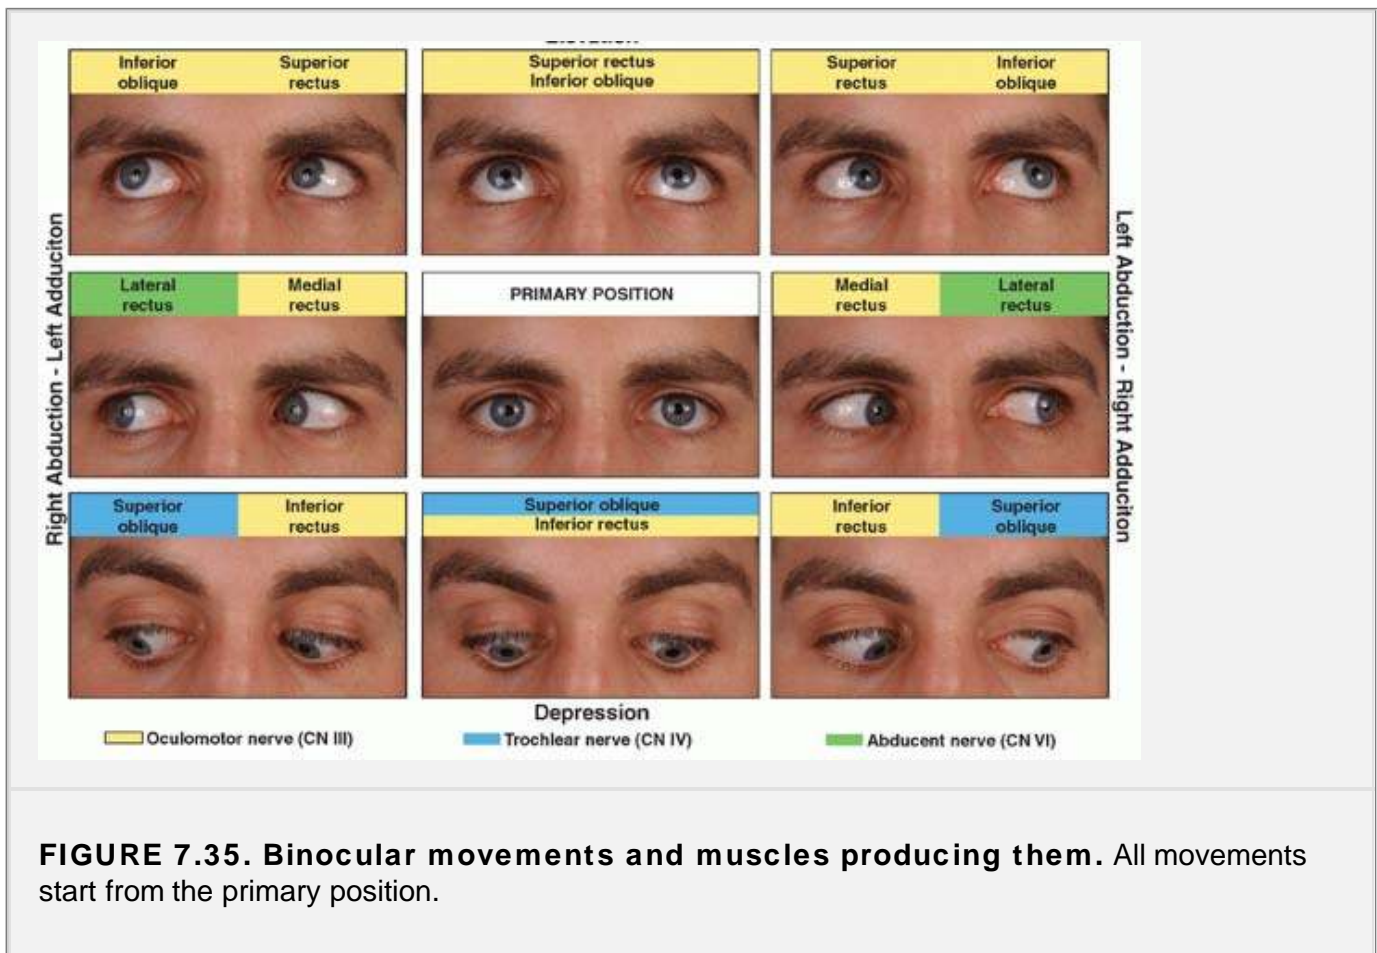 Inferior oblique
Superior rectus
Superior rectus
Inferior oblique
Superior rectus
Inferior oblique
Right Abduction - Left Adduciton
Left Abduction - Right Adduciton
Lateral rectus
Medial rectus
PRIMARY POSITION
Medial rectus
Lateral rectus
Superior oblique
Inferior rectus
Superior oblique
Inferior rectus
Inferior rectus
Superior oblique
Depression
Oculomotor nerve (CN III)
Trochlear nerve (CN IV)
Abducent nerve (CN VI)
FIGURE 7.35. Binocular movements and muscles producing them. All movements
start from the primary position.